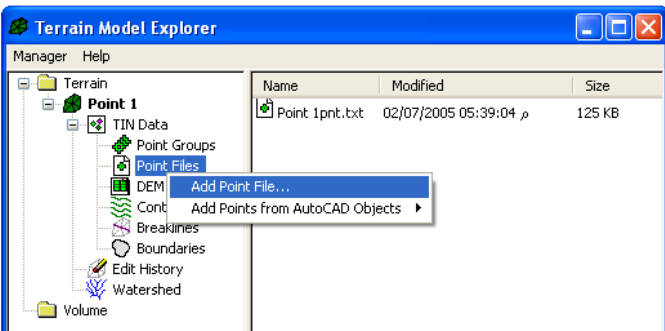 Terrain Model Explorer
Manager Help
Terrain
Point 1
TIN Data
Point Groups
Point Files
DEM
Breaklines
Boundaries
Edit History
Watershed
Volume
Add Point File...
Add Points from AutoCAD Objects
Name Modified Size
Point 1pnt.txt 02/07/2005 05:39:04 م 125 KB